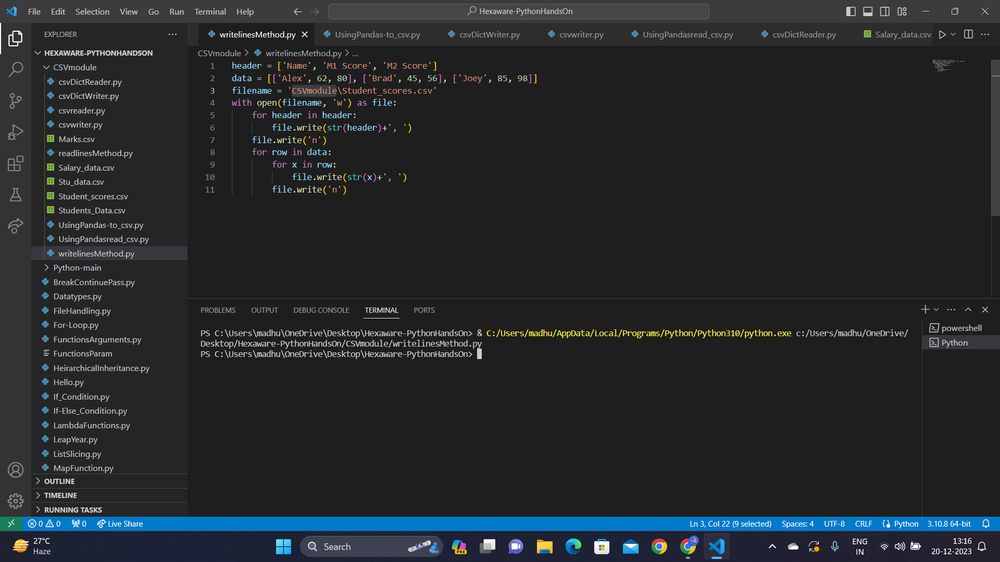 File Edit Selection View Go Run Terminal Help
Hexaware-PythonHandsOn
EXPLORER
HEXAWARE-PYTHONHANDSON
CSVmodule
csvDictReader.py
csvDictWriter.py
csvreader.py
csvwriter.py
Marks.csv
readlinesMethod.py
Salary_data.csv
Stu_data.csv
Student_scores.csv
Students_Data.csv
UsingPandas-to_csv.py
UsingPandasread_csv.py
writelinesMethod.py
Python-main
BreakContinuePass.py
Datatypes.py
FileHandling.py
For-Loop.py
FunctionsArguments.py
FunctionsParam
HeirarchicalInheritance.py
Hello.py
If_Condition.py
If-Else_Condition.py
LambdaFunctions.py
LeapYear.py
ListSlicing.py
MapFunction.py
OUTLINE
TIMELINE
RUNNING TASKS
writelinesMethod.py UsingPandas-to_csv.py csvDictWriter.py csvwriter.py UsingPandasread_csv.py csvDictReader.py Salary_data.csv
CSVmodule > writelinesMethod.py > ...
1 header = ['Name', 'M1 Score', 'M2 Score']
2 data = [['Alex', 62, 80], ['Brad', 45, 56], ['Joey', 85, 98]]
3 filename = 'CSVmodule\Student_scores.csv'
4 with open(filename, 'w') as file:
5 for header in header:
6 file.write(str(header)+', ')
7 file.write('n')
8 for row in data:
9 for x in row:
10 file.write(str(x)+', ')
11 file.write('n')
PROBLEMS OUTPUT DEBUG CONSOLE TERMINAL PORTS
PS C:\Users\madhu\OneDrive\Desktop\Hexaware-PythonHandsOn> & C:/Users/madhu/AppData/Local/Programs/Python/Python310/python.exe c:/Users/madhu/OneDrive/
Desktop/Hexaware-PythonHandsOn/CSVmodule/writelinesMethod.py
PS C:\Users\madhu\OneDrive\Desktop\Hexaware-PythonHandsOn>
powershell
Python
0 0 0 Live Share
Ln 3, Col 22 (9 selected) Spaces: 4 UTF-8 CRLF Python 3.10.8 64-bit
27°C
Haze
Search
PRE
ENG
IN
13:16
20-12-2023